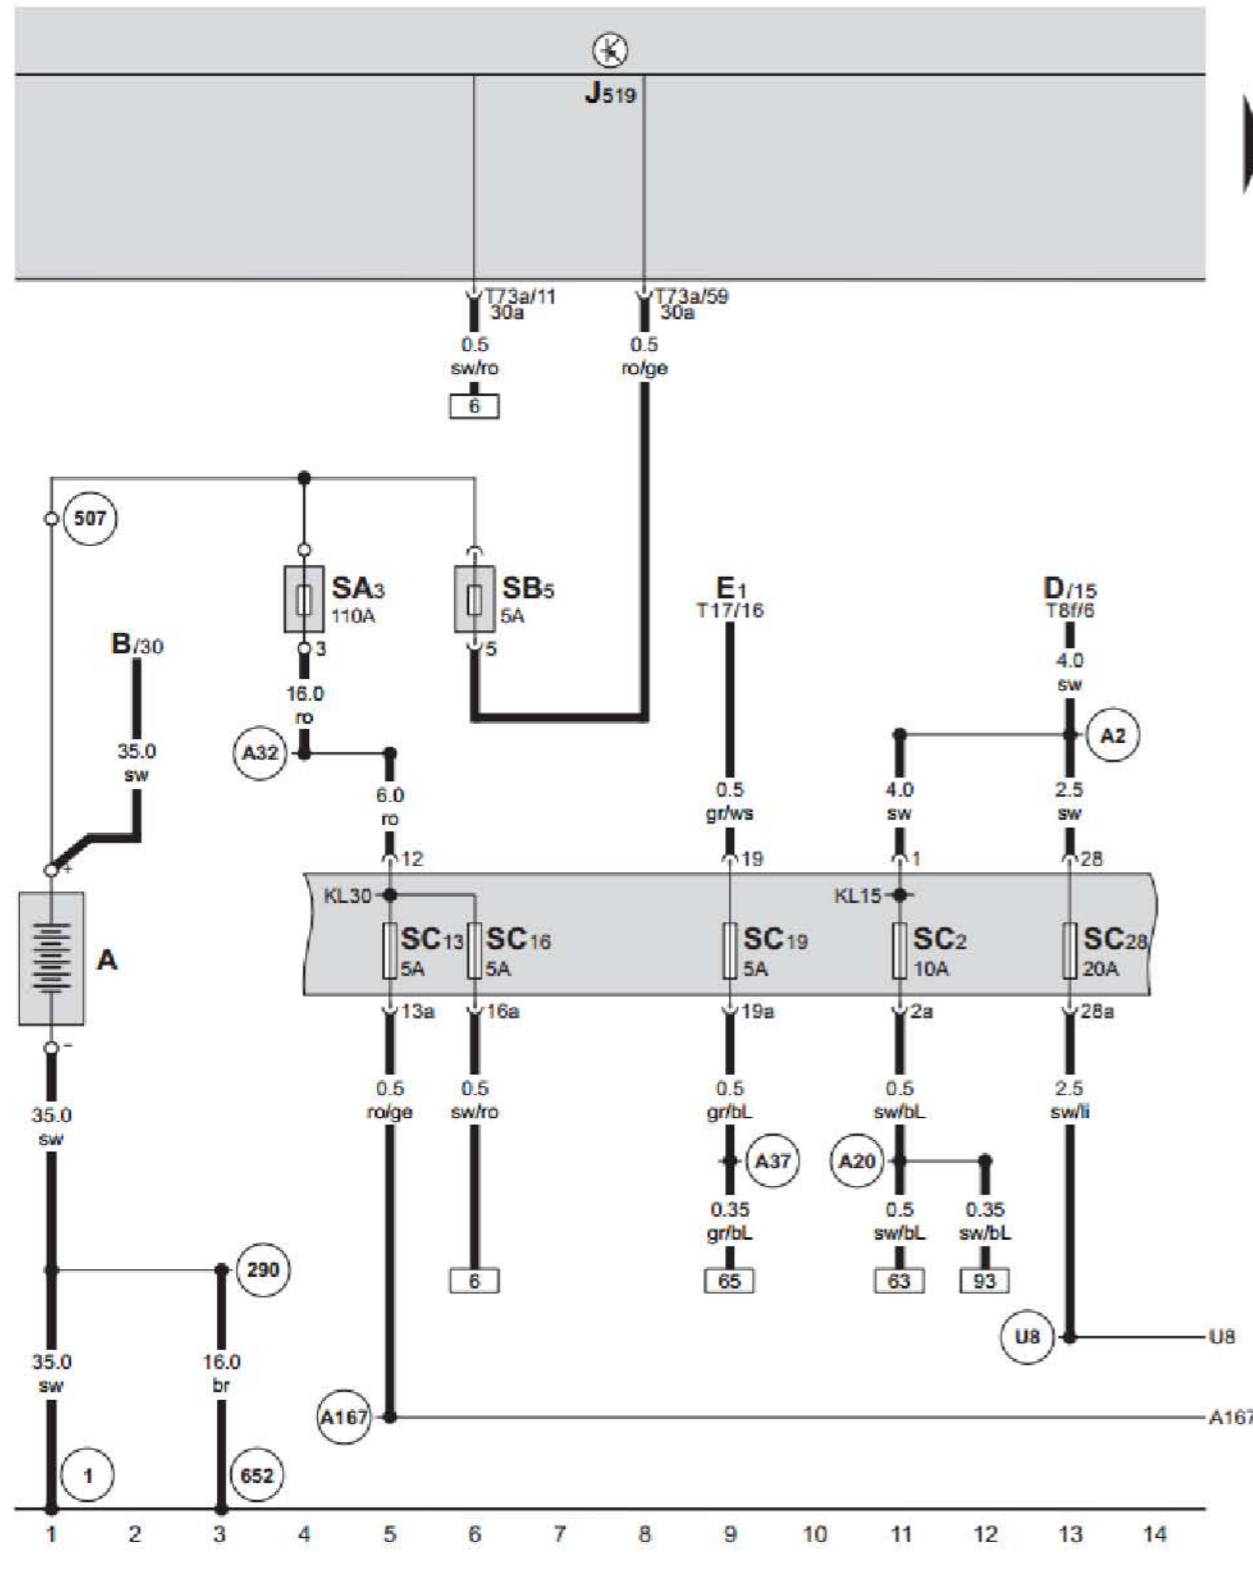 J519
T73a/11 T73a/59
30a 30a
0.5 0.5
sw/ro ro/ge
6
507
SA3 SB5 E1 D/15
110A 5A T17/16 T8f/6
B/30 3 5
4.0
sw
16.0
ro
A32 A2
35.0
sw
6.0 0.5 4.0 2.5
ro gr/ws sw sw
12 19 1 28
+
KL30 KL15
SC13 SC16 SC19 SC2 SC28
A 5A 5A 5A 10A 20A
13a 16a 19a 2a 28a
-
35.0 0.5 0.5 0.5 0.5 2.5
sw ro/ge sw/ro gr/bL sw/bL sw/li
A37 A20
0.35 0.5 0.35
gr/bL sw/bL sw/bL
290 6 65 63 93
U8 U8
35.0 16.0
sw br
A167 A167
1 652
1 2 3 4 5 6 7 8 9 10 11 12 13 14